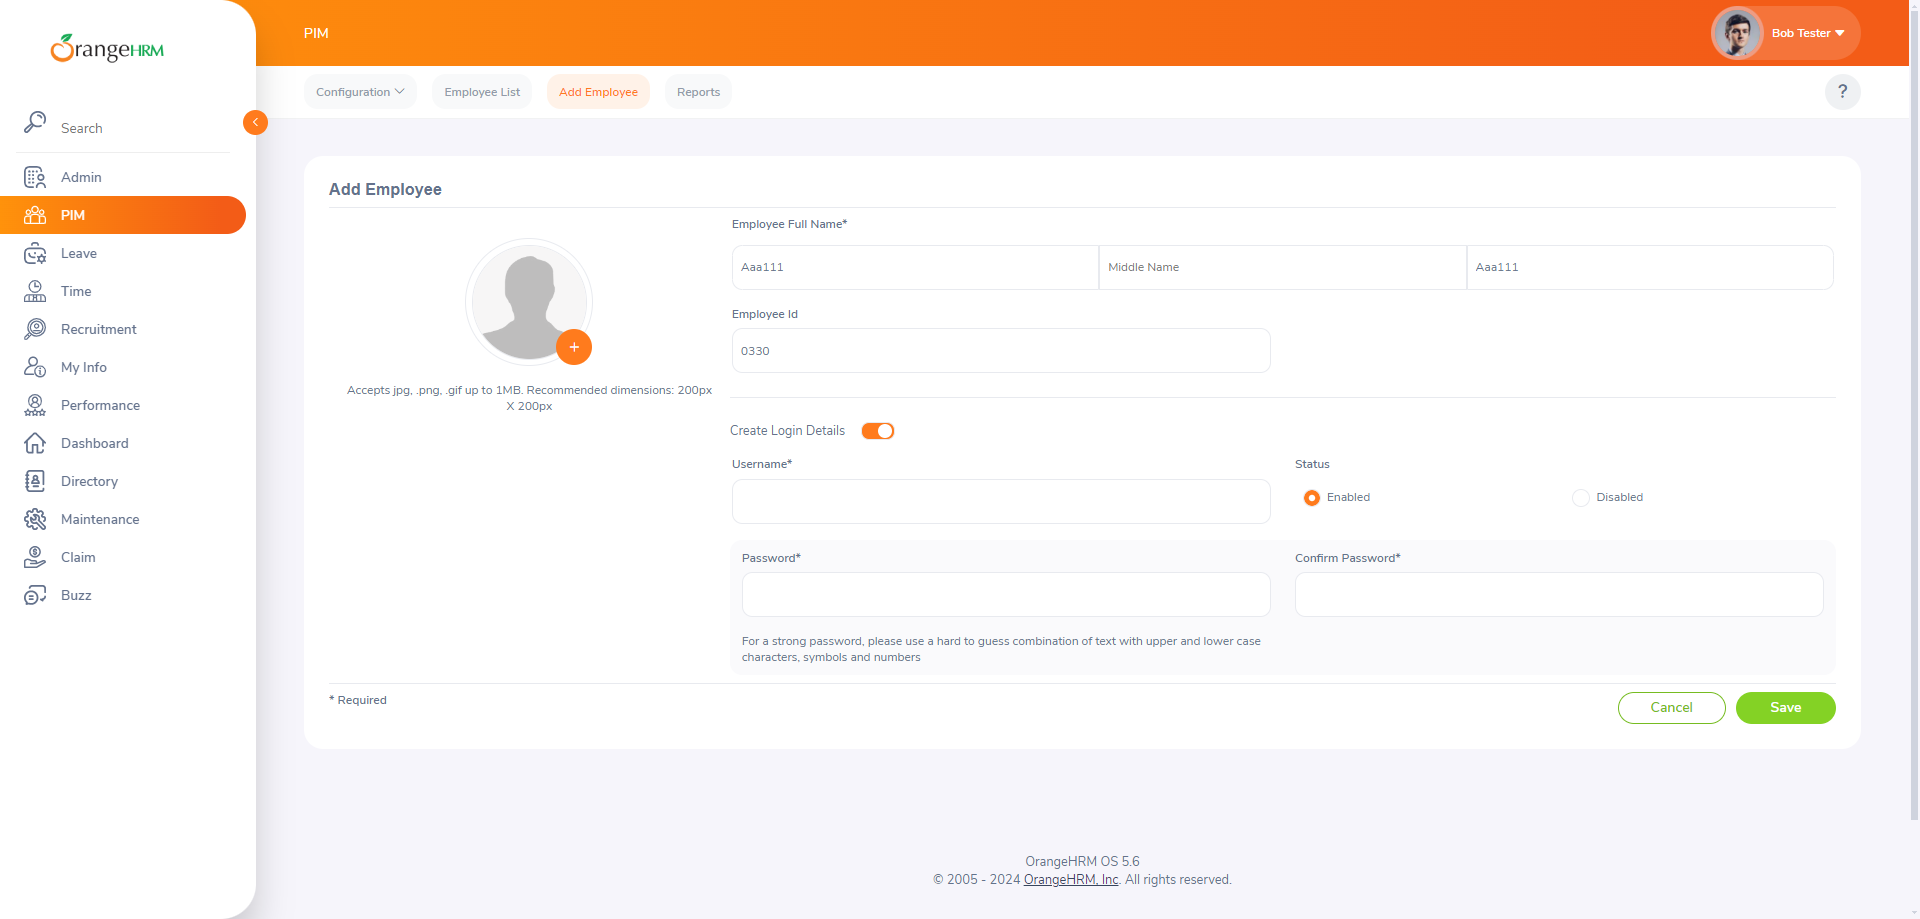 OrangeHRM
PIM
Bob Tester
Configuration
Employee List
Add Employee
Reports
?
Search
Admin
PIM
Leave
Time
Recruitment
My Info
Performance
Dashboard
Directory
Maintenance
Claim
Buzz
Add Employee
Accepts jpg, .png, .gif up to 1MB. Recommended dimensions: 200px
X 200px
Employee Full Name*
Aaa111 Middle Name Aaa111
Employee Id
0330
Create Login Details
Username* Status
Enabled Disabled
Password* Confirm Password*
For a strong password, please use a hard to guess combination of text with upper and lower case
characters, symbols and numbers
* Required
Cancel Save
OrangeHRM OS 5.6
© 2005 - 2024 OrangeHRM, Inc. All rights reserved.